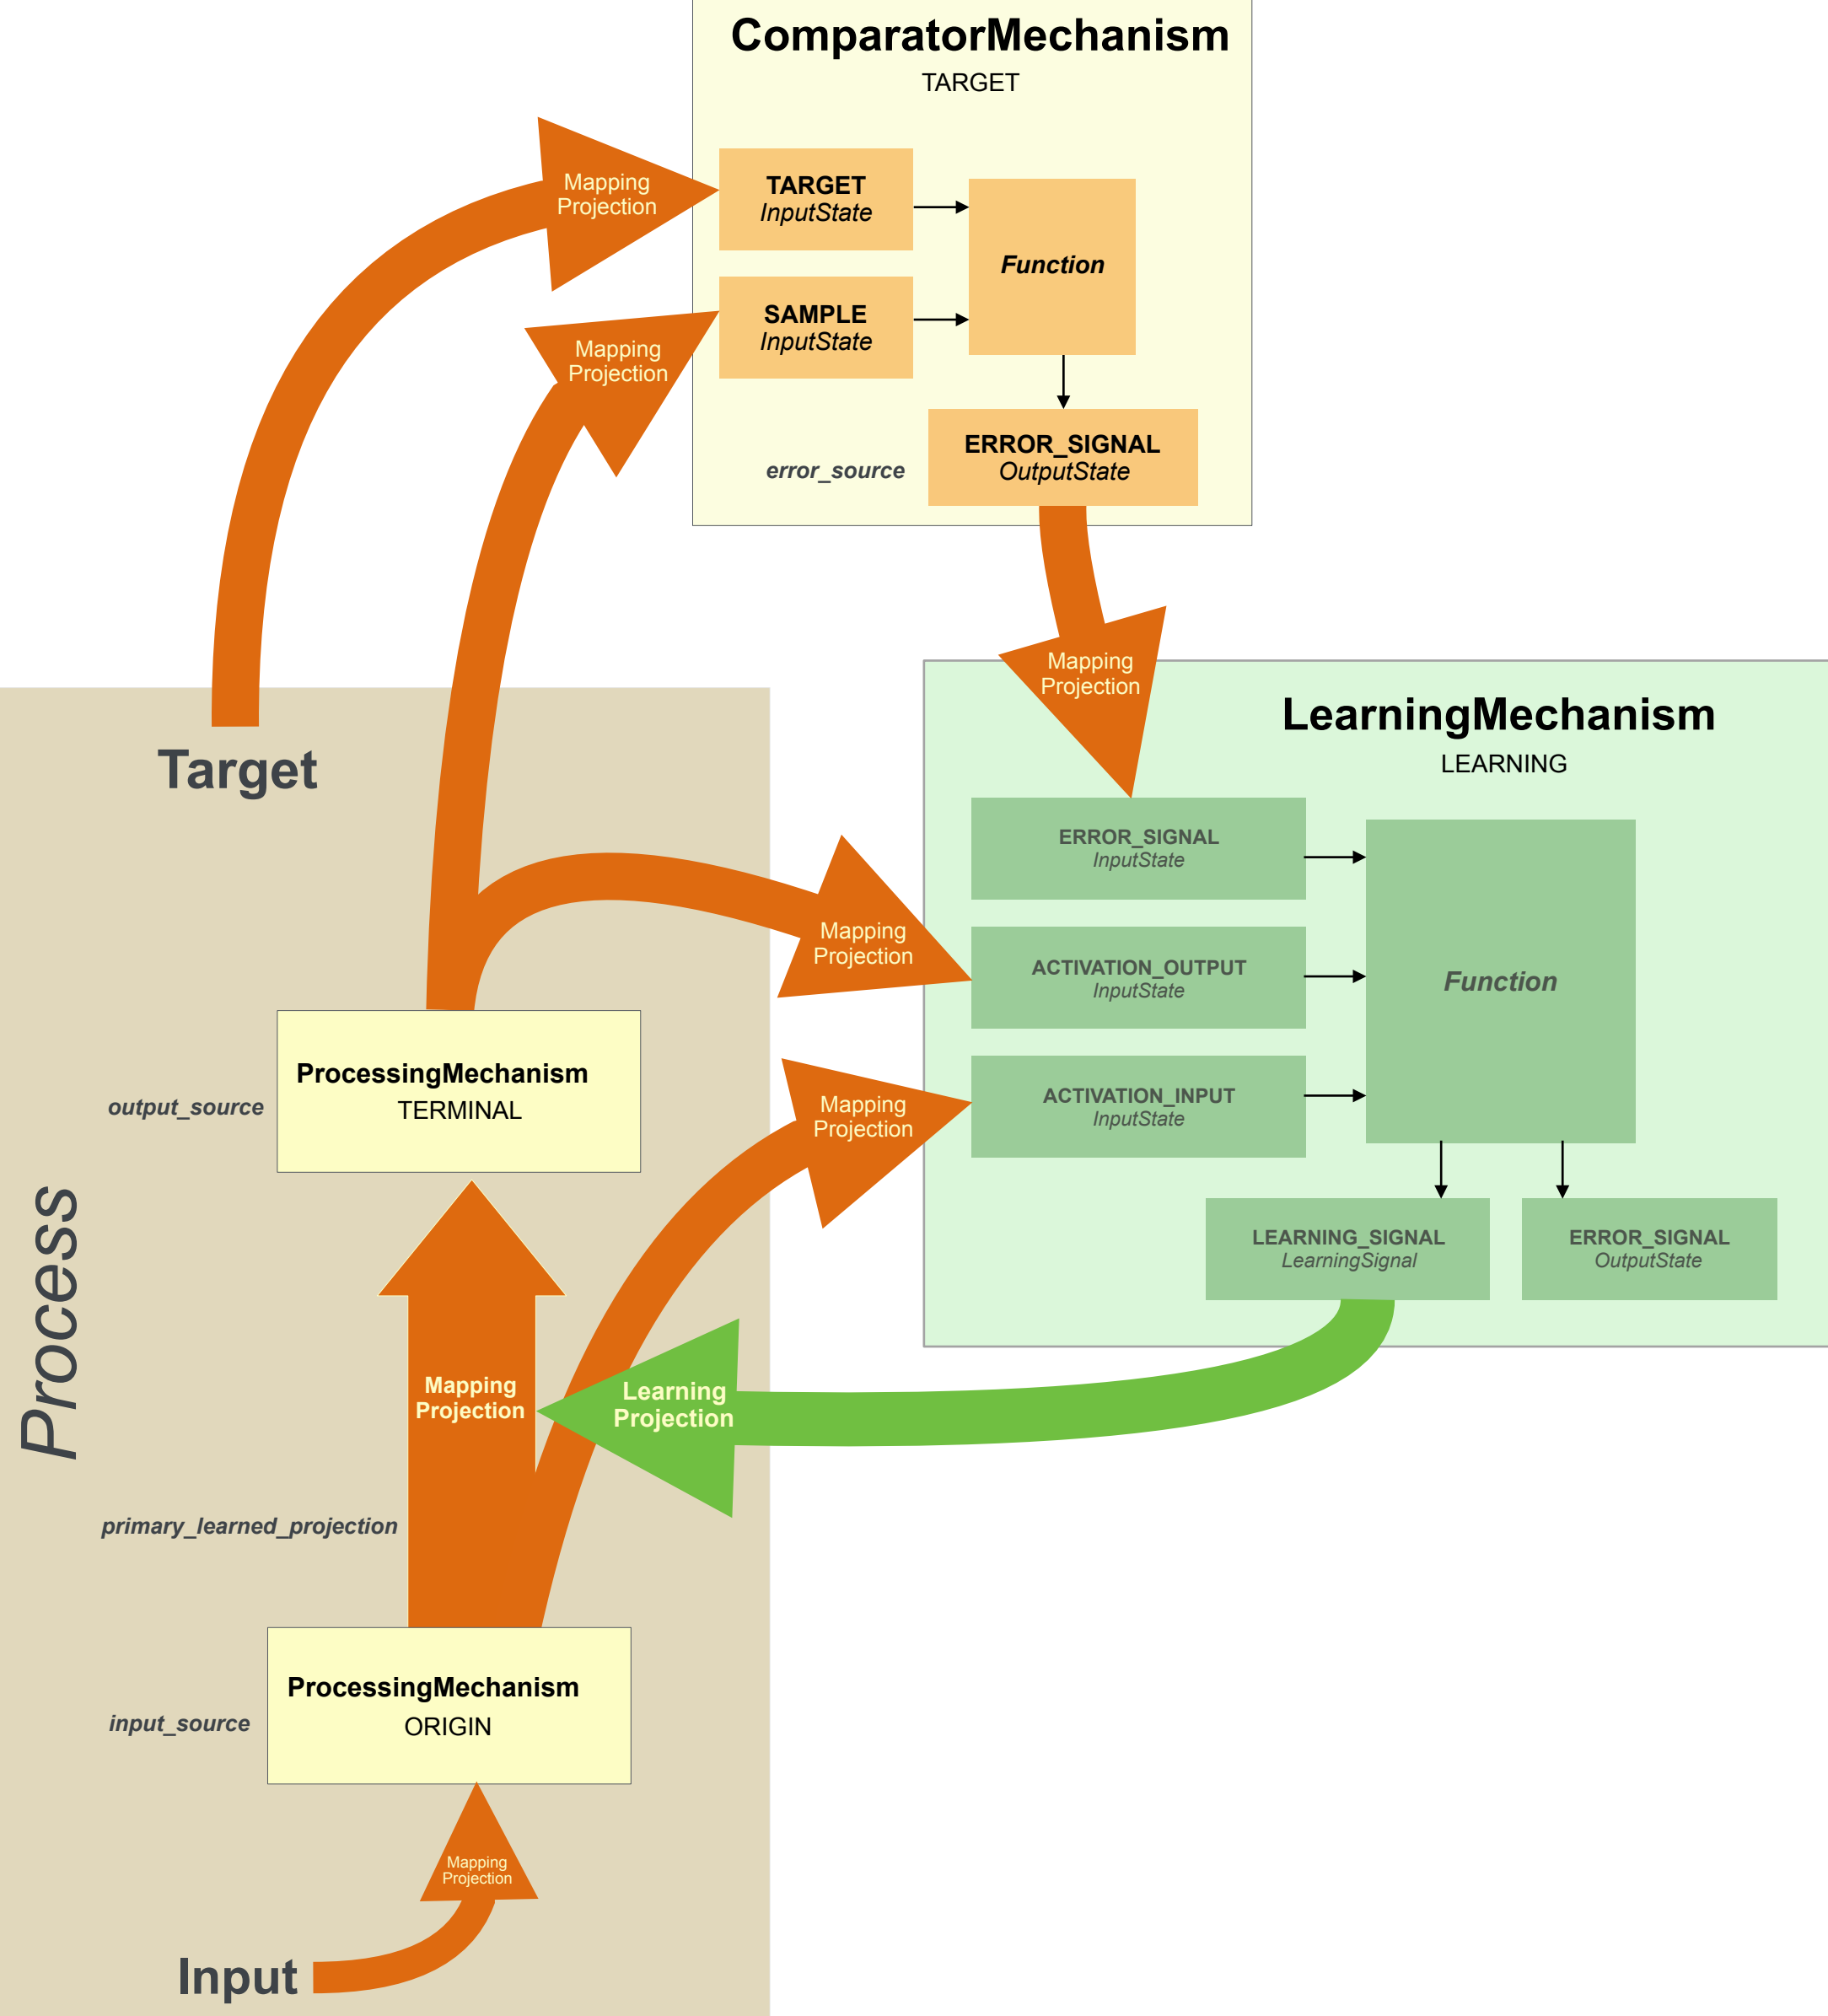 ComparatorMechanism
TARGET
Mapping
Projection
TARGET
InputState
Function
SAMPLE
InputState
Mapping
Projection
ERROR_SIGNAL
OutputState
error_source
Mapping
Projection
LearningMechanism
LEARNING
Target
ERROR_SIGNAL
InputState
Mapping
Projection
ACTIVATION_OUTPUT
InputState
Function
ProcessingMechanism
TERMINAL
output_source
Mapping
Projection
ACTIVATION_INPUT
InputState
LEARNING_SIGNAL
LearningSignal
ERROR_SIGNAL
OutputState
Process
Mapping
Projection
Learning
Projection
primary_learned_projection
ProcessingMechanism
ORIGIN
input_source
Mapping
Projection
Input